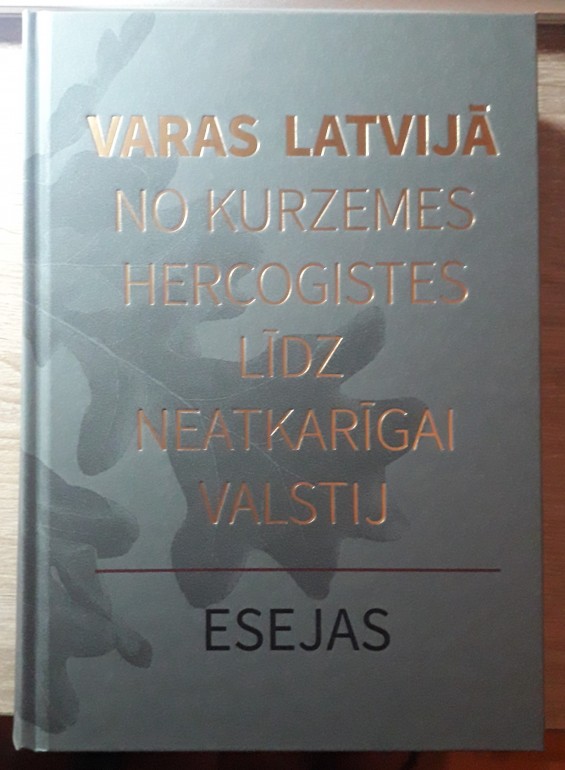 VARAS LATVIJĀ
NO KURZEMES
HERCOGISTES
LĪDZ
NEATKARĪGAI
VALSTIJ
ESEJAS